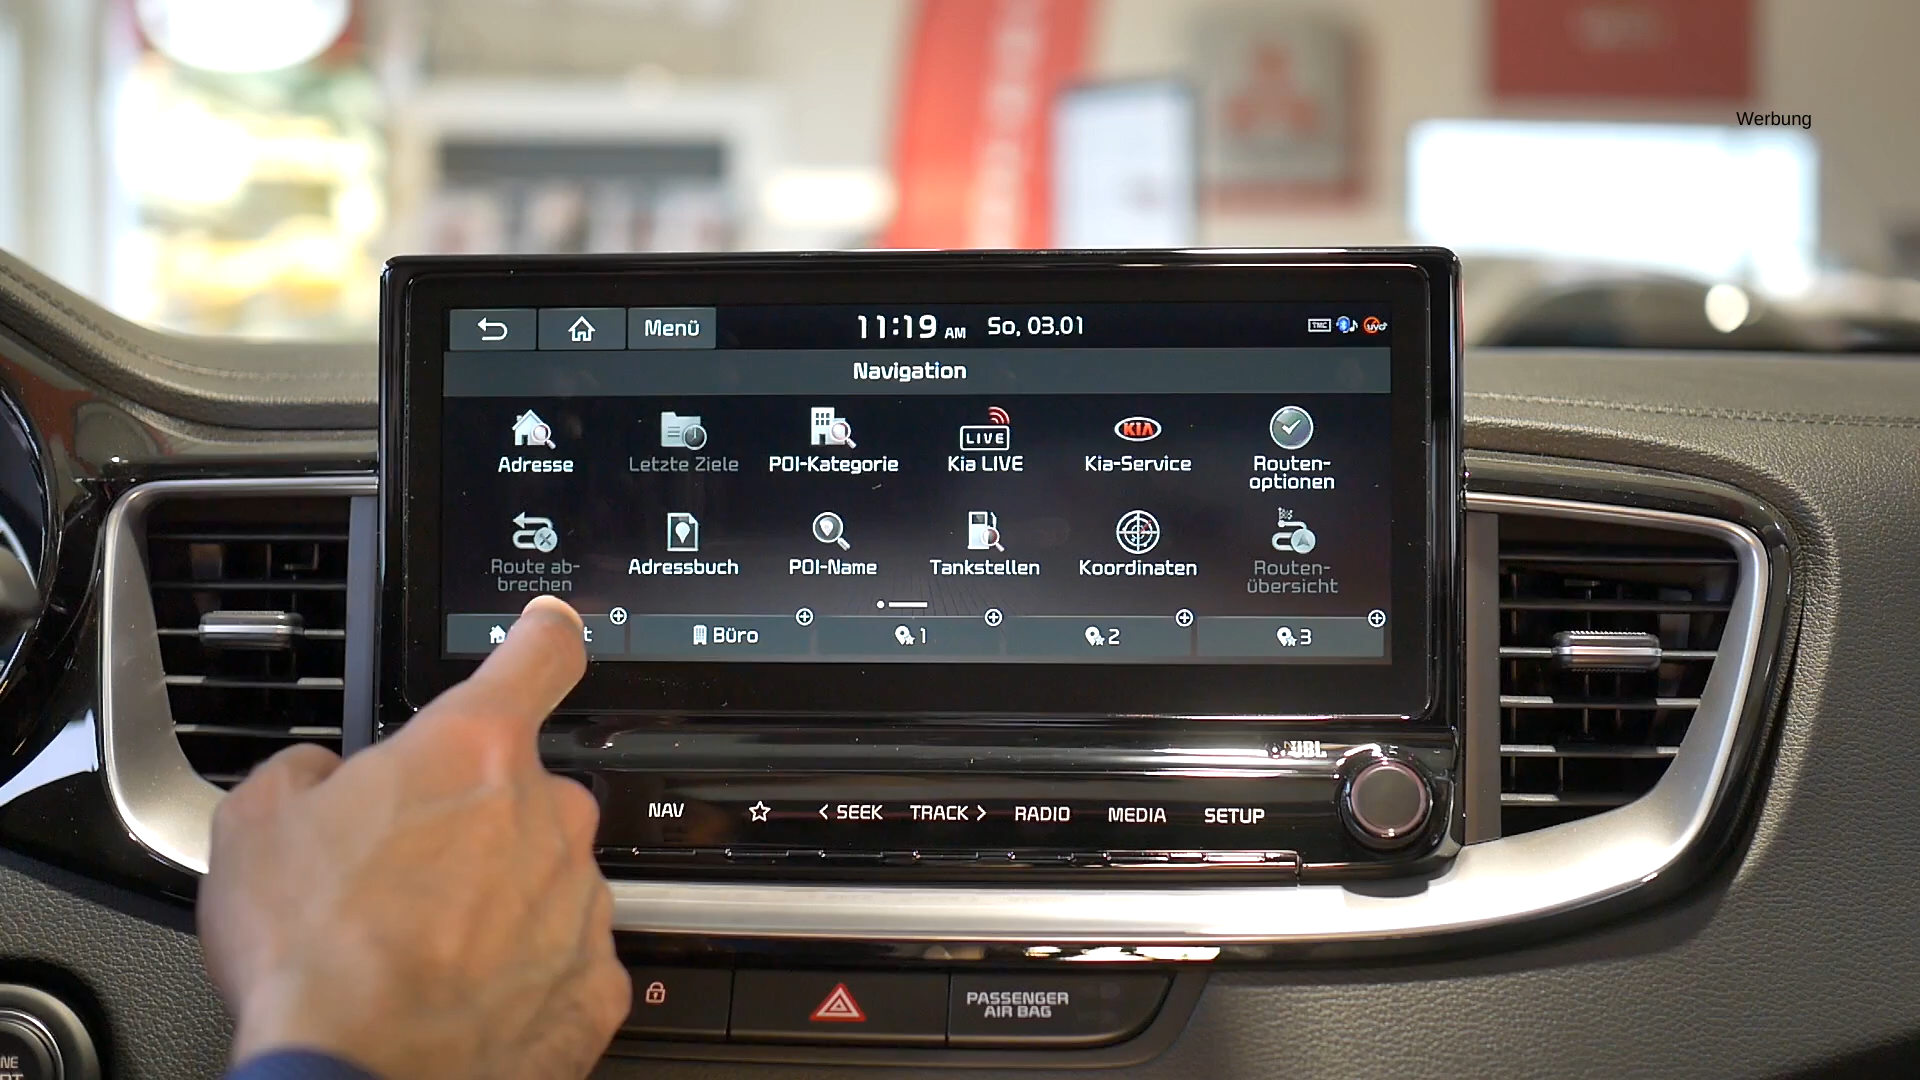 Werbung
Menü
11:19 AM So, 03.01
TMC
UVO
Navigation
Adresse
Letzte Ziele
POI-Kategorie
LIVE
Kia LIVE
KIA
Kia-Service
Routen-
optionen
Route ab-
brechen
Adressbuch
POI-Name
Tankstellen
Koordinaten
Routen-
übersicht
Büro
1
2
3
JBL
NAV
SEEK
TRACK
RADIO
MEDIA
SETUP
PASSENGER
AIR BAG